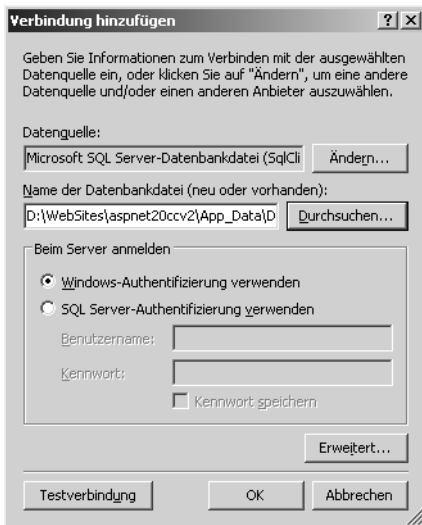 Verbindung hinzufügen
Geben Sie Informationen zum Verbinden mit der ausgewählten
Datenquelle ein, oder klicken Sie auf "Ändern", um eine andere
Datenquelle und/oder einen anderen Anbieter auszuwählen.
Datenquelle:
Microsoft SQL Server-Datenbankdatei (SqlCli Ändern...
Name der Datenbankdatei (neu oder vorhanden):
D:\WebSites\aspnet20ccv2\App_Data\D Durchsuchen...
Beim Server anmelden
Windows-Authentifizierung verwenden
SQL Server-Authentifizierung verwenden
Benutzername:
Kennwort:
Kennwort speichern
Erweitert...
Testverbindung OK Abbrechen